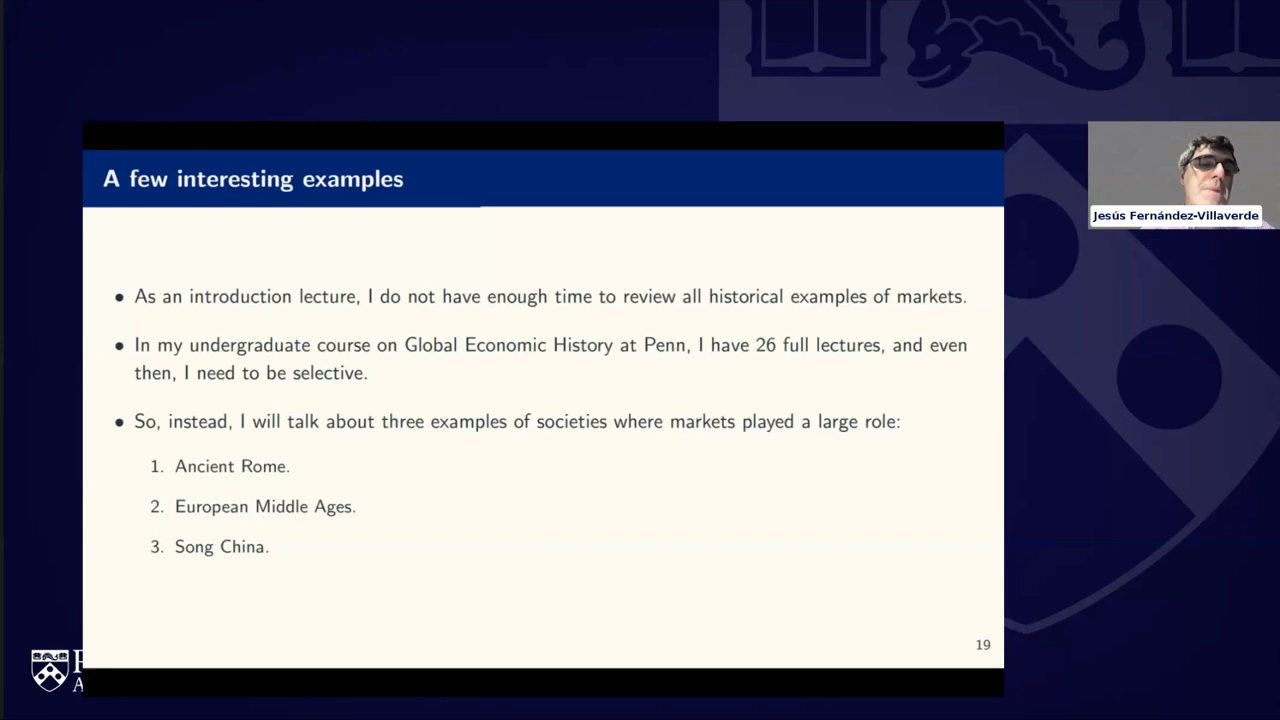 A few interesting examples
• As an introduction lecture, I do not have enough time to review all historical examples of markets.
• In my undergraduate course on Global Economic History at Penn, I have 26 full lectures, and even
then, I need to be selective.
• So, instead, I will talk about three examples of societies where markets played a large role:
1. Ancient Rome.
2. European Middle Ages.
3. Song China.
19
Jesús Fernández-Villaverde